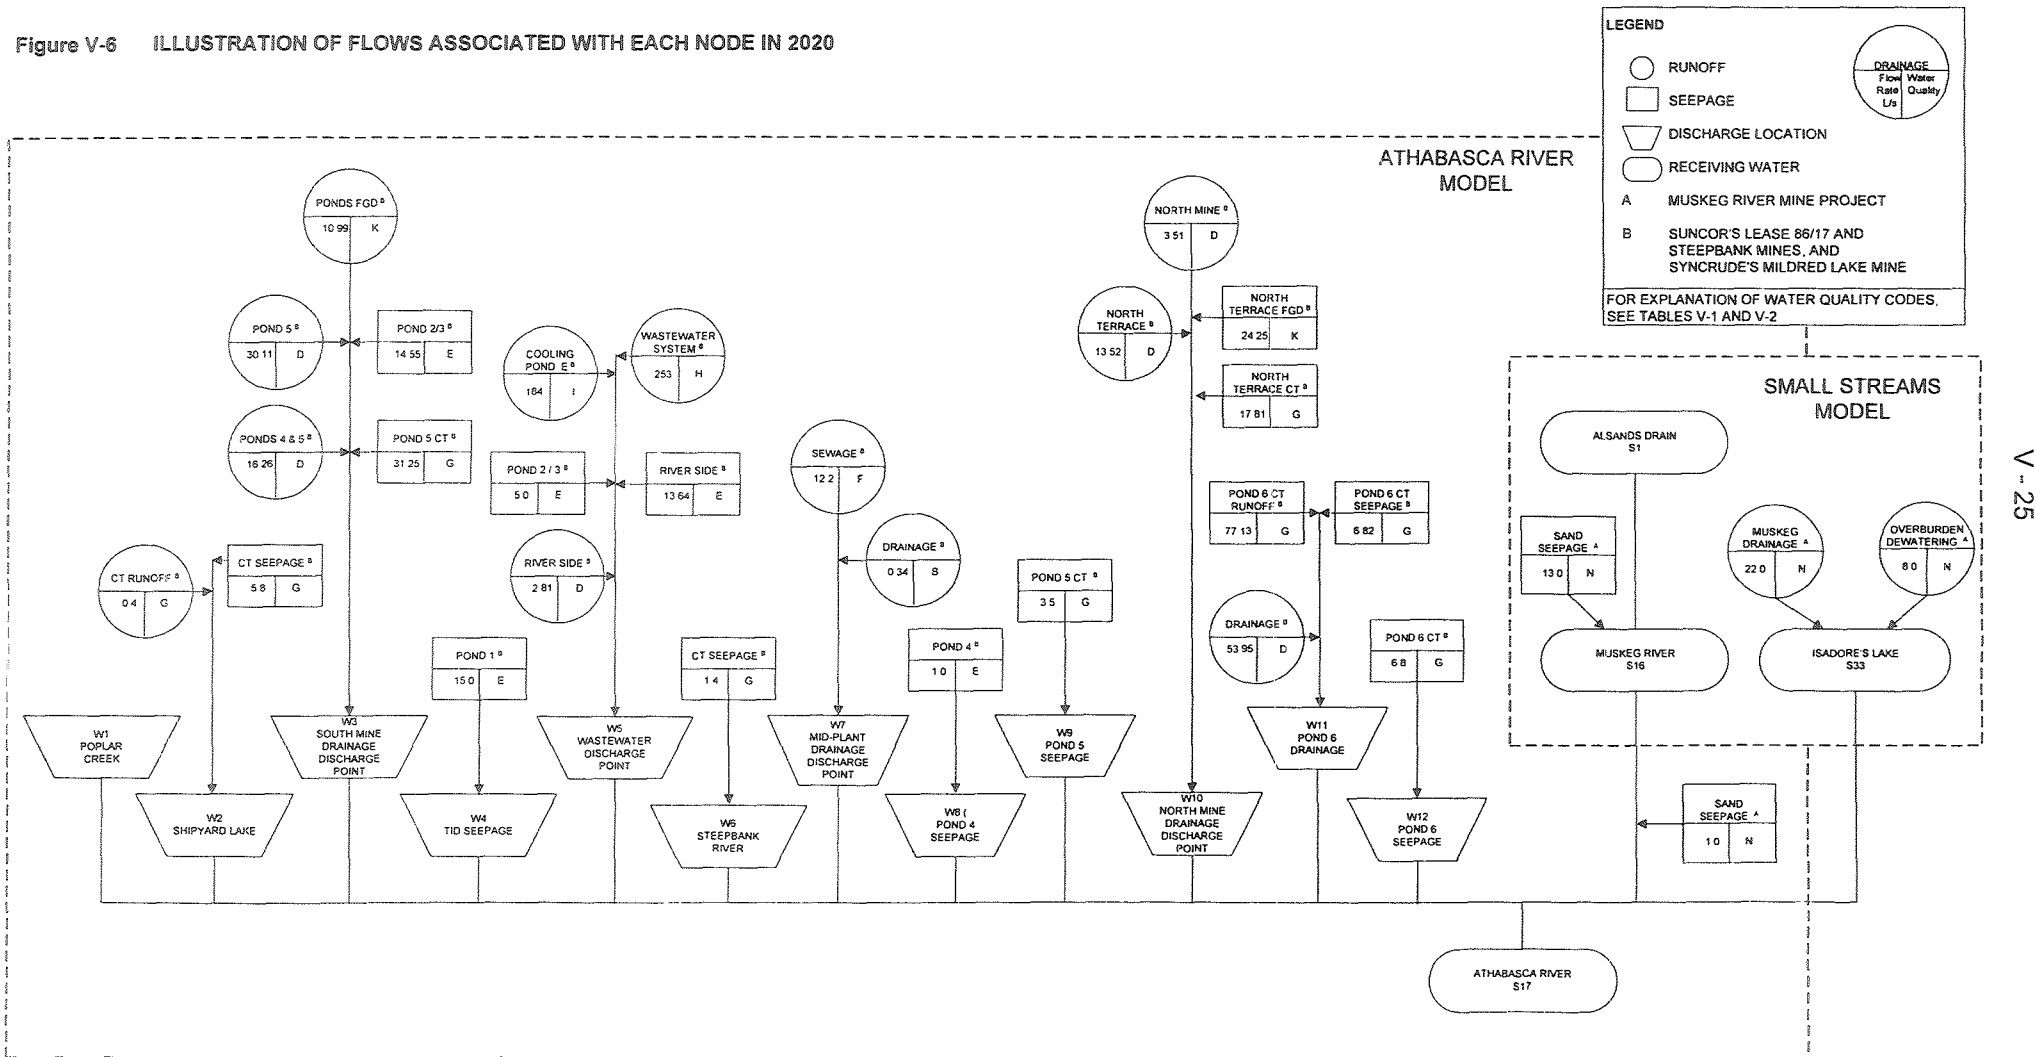 Figure V-6 ILLUSTRATION OF FLOWS ASSOCIATED WITH EACH NODE IN 2020
LEGEND
RUNOFF
SEEPAGE
DISCHARGE LOCATION
RECEIVING WATER
A MUSKEG RIVER MINE PROJECT
B SUNCOR'S LEASE 86/17 AND
STEEPBANK MINES, AND
SYNCRUDE'S MILDRED LAKE MINE
FOR EXPLANATION OF WATER QUALITY CODES,
SEE TABLES V-1 AND V-2
DRAINAGE
Flow Water
Rate Quality
L/s
V - 25
ATHABASCA RIVER
MODEL
PONDS FGD B
10 99 K
POND 5 B
30 11 D
POND 2/3 B
14 55 E
PONDS 4 & 5 B
16 26 D
POND 5 CT B
31 25 G
CT RUNOFF B
0 4 G
CT SEEPAGE B
5 8 G
POND 1 B
15 0 E
COOLING
POND E B
184 I
WASTEWATER
SYSTEM B
253 H
POND 2 / 3 B
5 0 E
RIVER SIDE B
13 64 E
RIVER SIDE B
2 81 D
CT SEEPAGE B
1 4 G
SEWAGE B
12 2 F
DRAINAGE B
0 34 S
POND 4 B
1 0 E
POND 5 CT B
3 5 G
NORTH MINE B
3 51 D
NORTH
TERRACE B
13 52 D
NORTH
TERRACE FGD B
24 25 K
NORTH
TERRACE CT B
17 81 G
POND 6 CT
RUNOFF B
77 13 G
POND 6 CT
SEEPAGE B
6 82 G
DRAINAGE B
53 95 D
POND 6 CT B
6 8 G
SMALL STREAMS
MODEL
ALSANDS DRAIN
S1
SAND
SEEPAGE A
13 0 N
MUSKEG
DRAINAGE A
22 0 N
OVERBURDEN
DEWATERING A
8 0 N
MUSKEG RIVER
S16
ISADORE'S LAKE
S33
SAND
SEEPAGE A
1 0 N
W1
POPLAR
CREEK
W2
SHIPYARD LAKE
W3
SOUTH MINE
DRAINAGE
DISCHARGE
POINT
W4
TID SEEPAGE
W5
WASTEWATER
DISCHARGE
POINT
W6
STEEPBANK
RIVER
W7
MID-PLANT
DRAINAGE
DISCHARGE
POINT
W8 (
POND 4
SEEPAGE
W9
POND 5
SEEPAGE
W10
NORTH MINE
DRAINAGE
DISCHARGE
POINT
W11
POND 6
DRAINAGE
W12
POND 6
SEEPAGE
ATHABASCA RIVER
S17